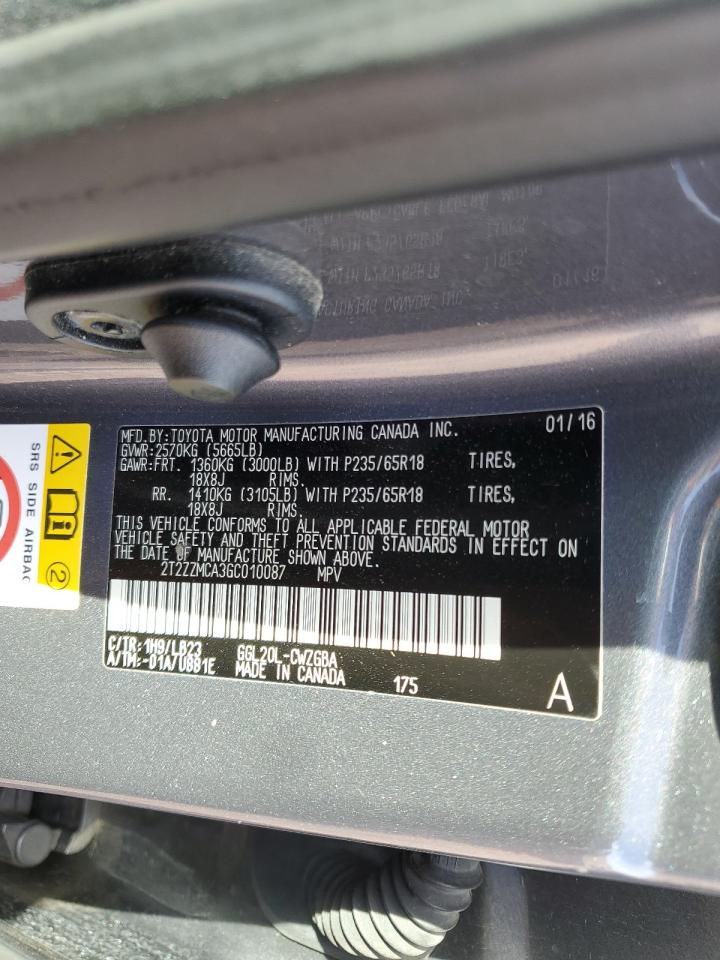 MFD.BY:TOYOTA MOTOR MANUFACTURING CANADA INC. 01/16
GVWR:2570KG (5665LB)
GAWR:FRT. 1360KG (3000LB) WITH P235/65R18 TIRES,
18X8J RIMS.
RR. 1410KG (3105LB) WITH P235/65R18 TIRES,
18X8J RIMS.
THIS VEHICLE CONFORMS TO ALL APPLICABLE FEDERAL MOTOR
VEHICLE SAFETY AND THEFT PREVENTION STANDARDS IN EFFECT ON
THE DATE OF MANUFACTURE SHOWN ABOVE.
2T2ZZMCA3GC010087 MPV
C/TR:1H9/LB23 GGL20L-CWZGBA
A/TM:-01A/U881E MADE IN CANADA 175
A
SRS SIDE AIRBAG
2